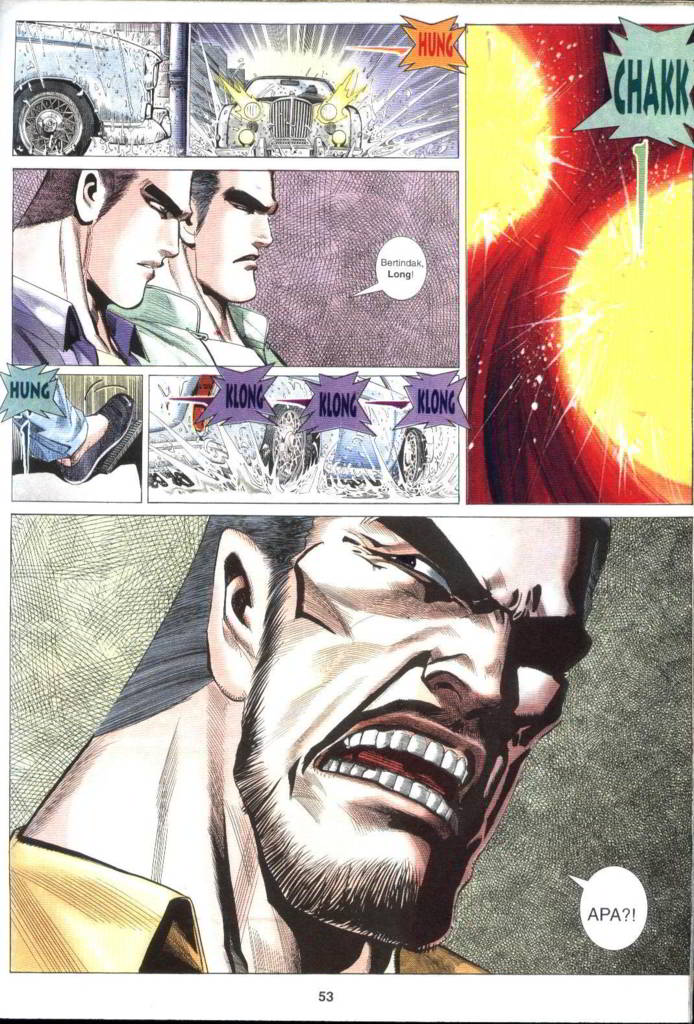 HUNG
CHAKK
Bertindak,
Long!
HUNG
KLONG
KLONG
KLONG
APA?!
53